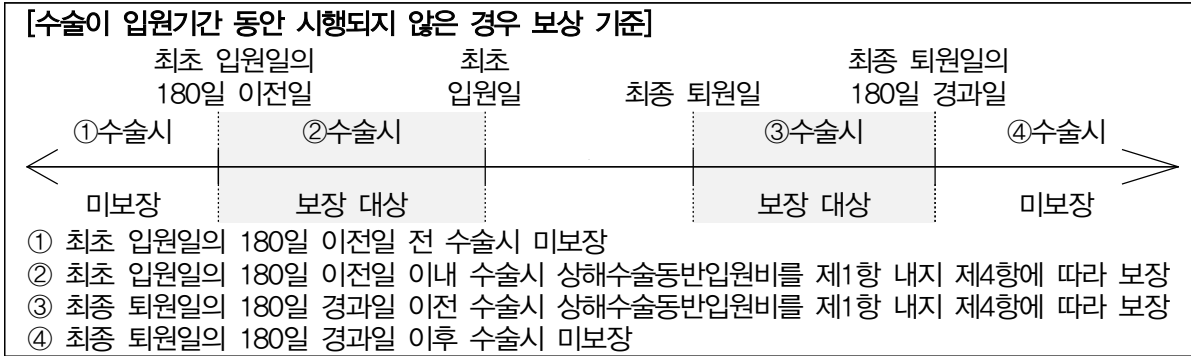 [수술이 입원기간 동안 시행되지 않은 경우 보상 기준]
최초 입원일의 최초 최종 퇴원일의
180일 이전일 입원일 최종 퇴원일 180일 경과일
①수술시 ②수술시 ③수술시 ④수술시
미보장 보장 대상 보장 대상 미보장
① 최초 입원일의 180일 이전일 전 수술시 미보장
② 최초 입원일의 180일 이전일 이내 수술시 상해수술동반입원비를 제1항 내지 제4항에 따라 보장
③ 최종 퇴원일의 180일 경과일 이전 수술시 상해수술동반입원비를 제1항 내지 제4항에 따라 보장
④ 최종 퇴원일의 180일 경과일 이후 수술시 미보장